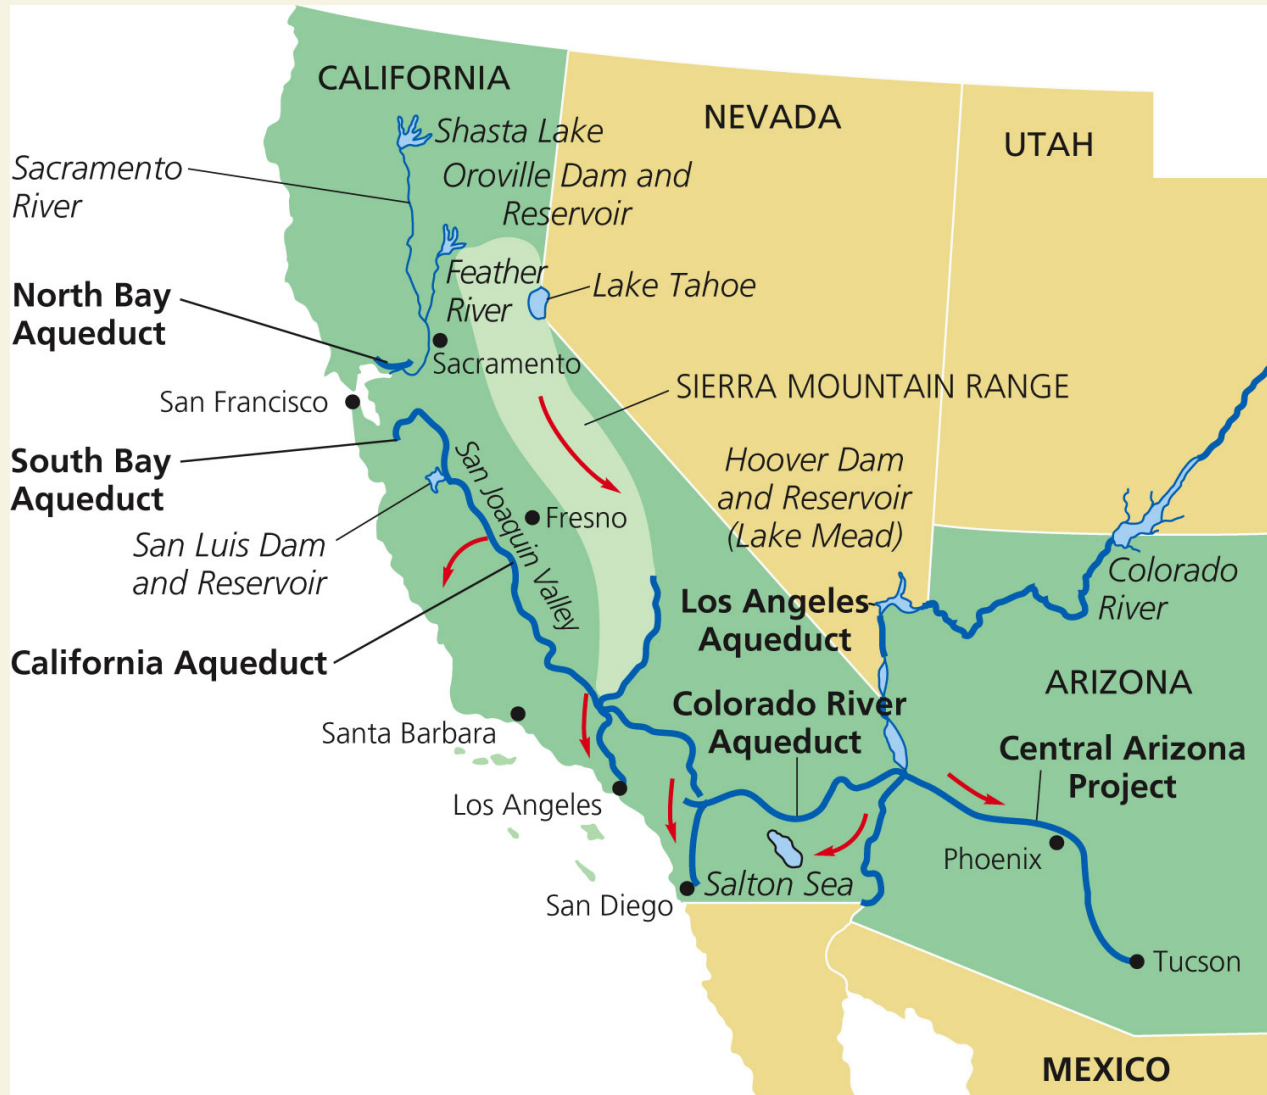 CALIFORNIA
NEVADA
UTAH
Shasta Lake
Sacramento
River
Oroville Dam and
Reservoir
North Bay
Aqueduct
Feather
River
Lake Tahoe
Sacramento
San Francisco
SIERRA MOUNTAIN RANGE
South Bay
Aqueduct
San Joaquin Valley
Hoover Dam
and Reservoir
(Lake Mead)
Fresno
San Luis Dam
and Reservoir
Colorado
River
Los Angeles
Aqueduct
California Aqueduct
ARIZONA
Colorado River
Aqueduct
Santa Barbara
Central Arizona
Project
Los Angeles
Phoenix
Salton Sea
San Diego
Tucson
MEXICO